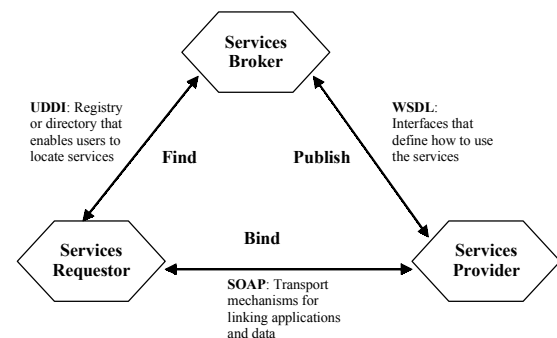 Services
Broker
UDDI: Registry
or directory that
enables users to
locate services
WSDL:
Interfaces that
define how to use
the services
Find
Publish
Services
Requestor
Bind
Services
Provider
SOAP: Transport
mechanisms for
linking applications
and data